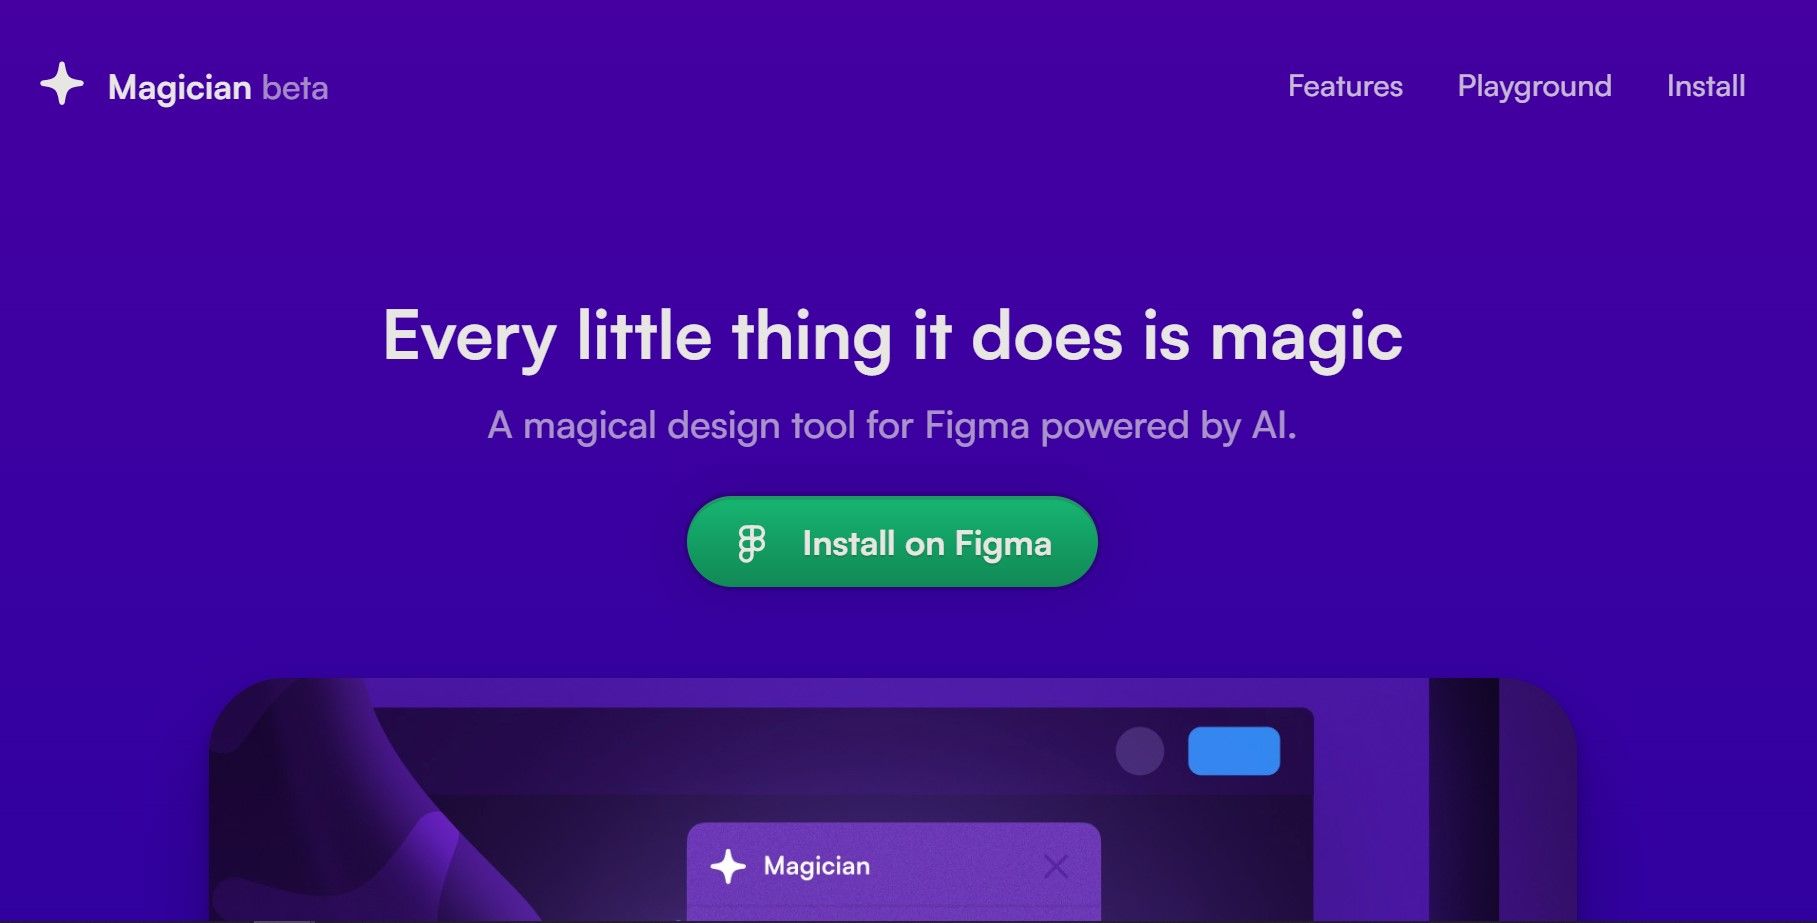 Magician beta
Features
Playground
Install
Every little thing it does is magic
A magical design tool for Figma powered by AI.
Install on Figma
Magician